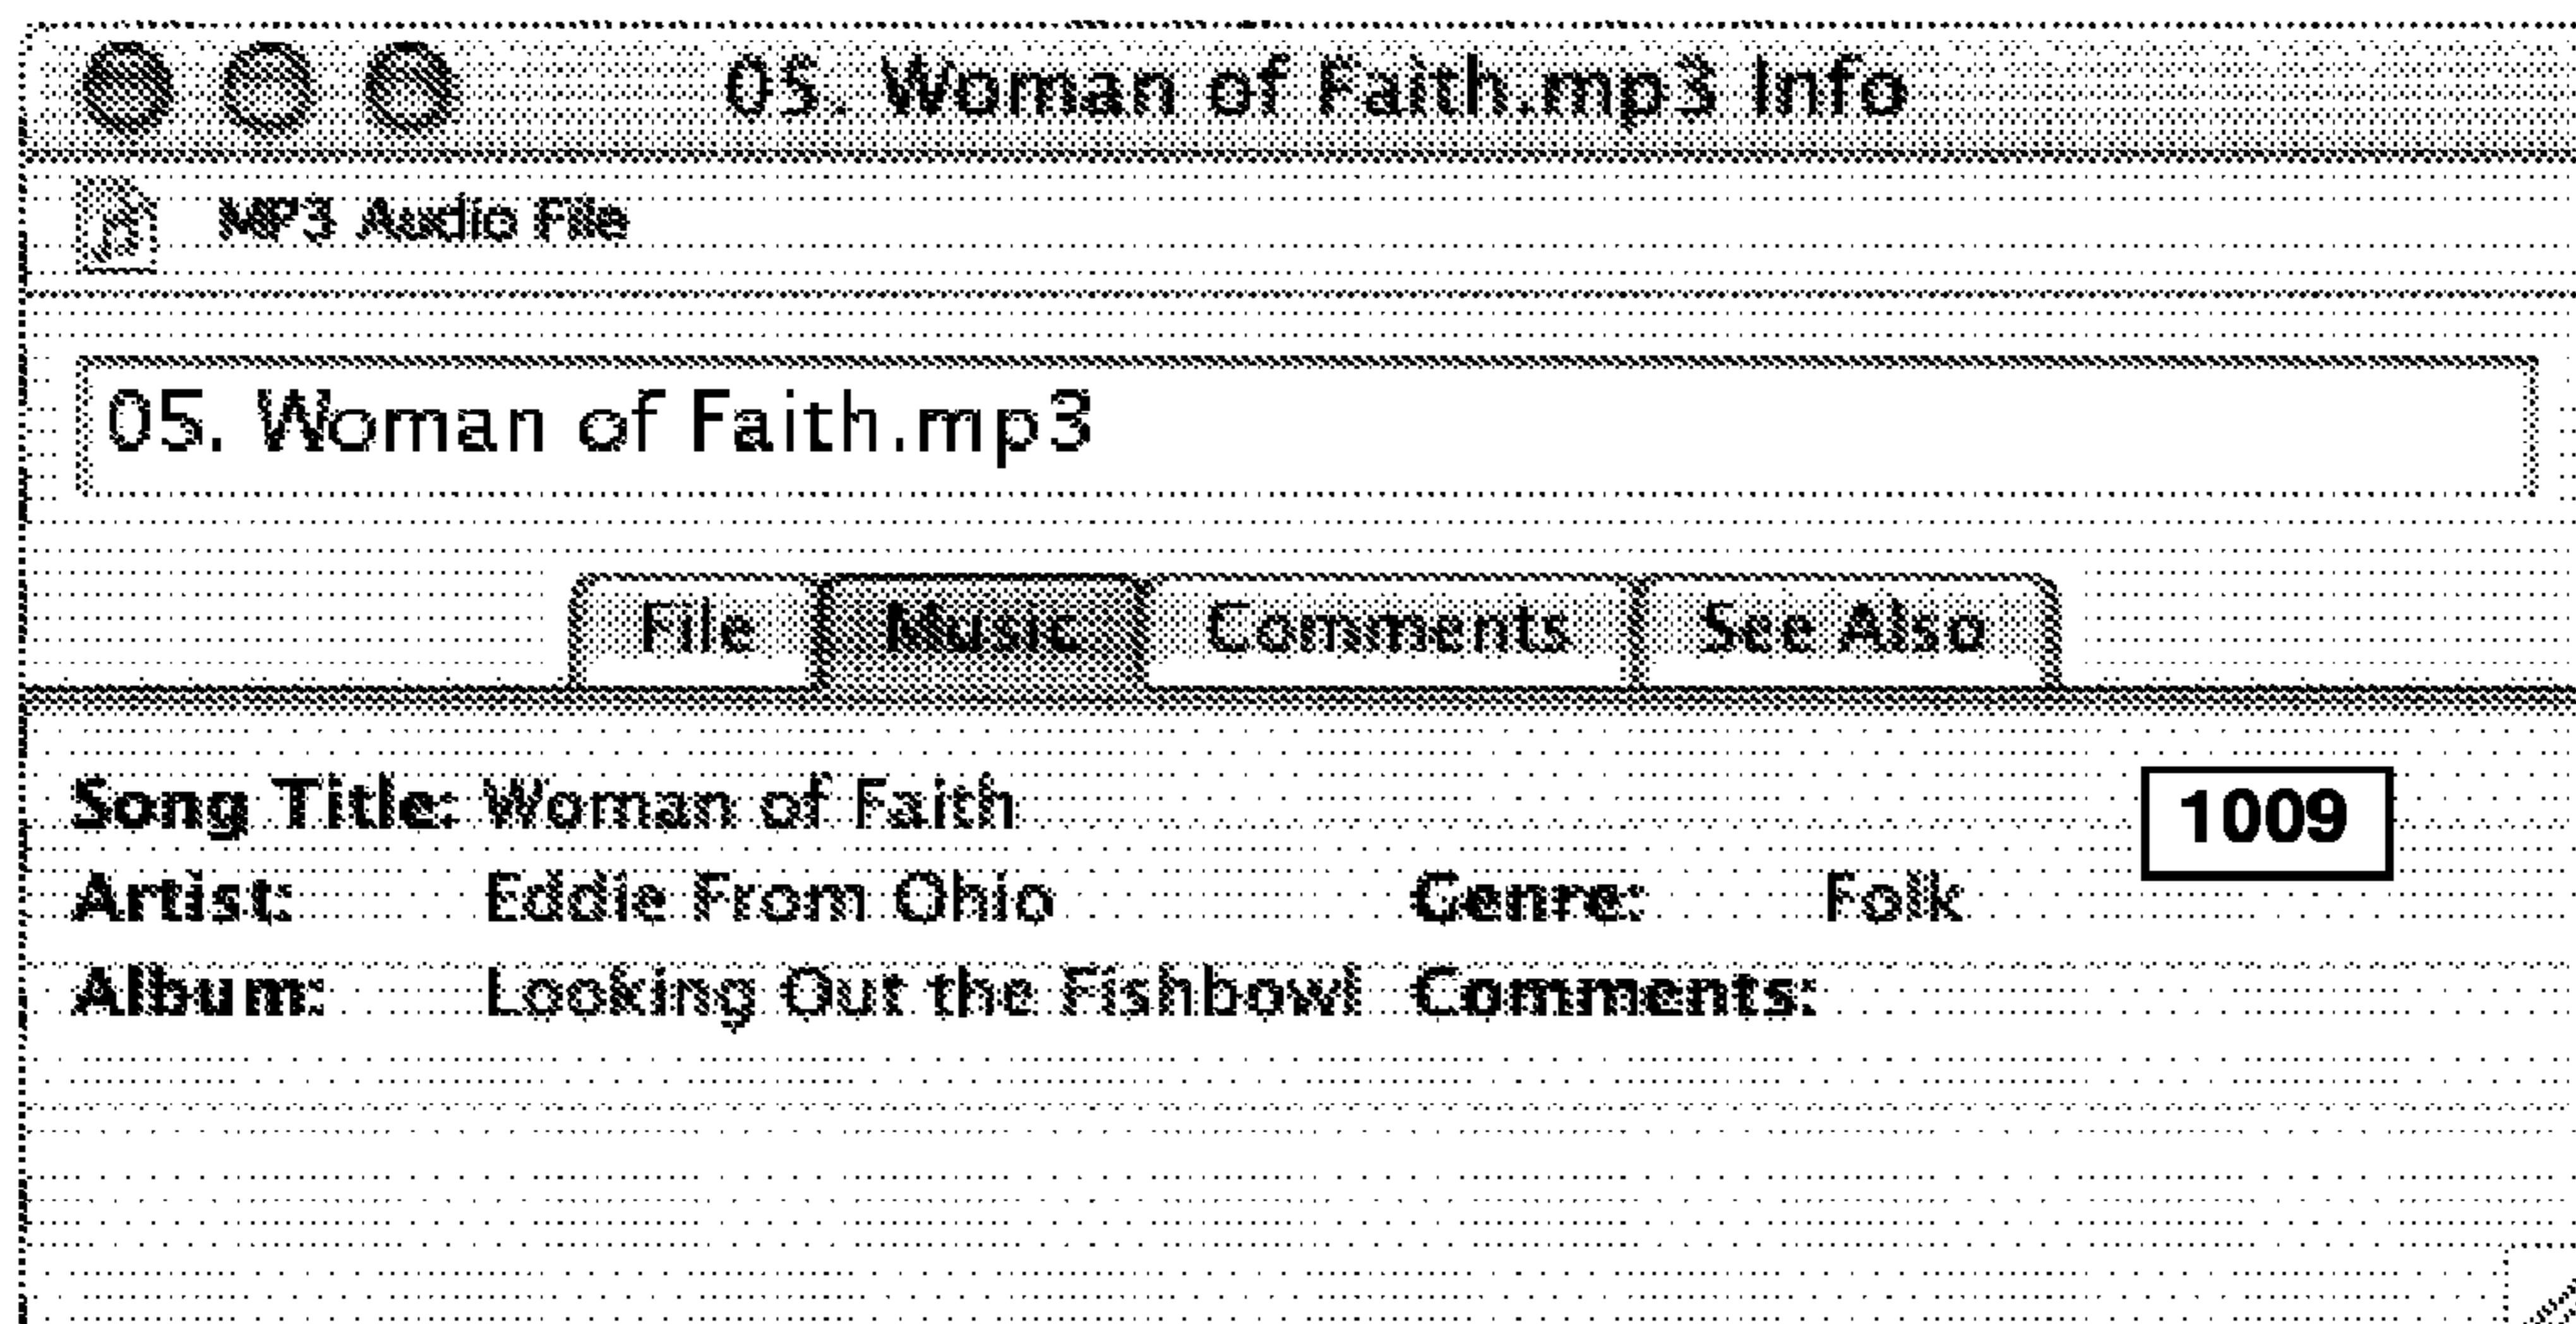 05. Woman of Faith.mp3 Info
MP3 Audio File
05. Woman of Faith.mp3
File Music Comments See Also
Song Title: Woman of Faith
1009
Artist: Eddie From Ohio Genre: Folk
Album: Looking Out the Fishbowl Comments: